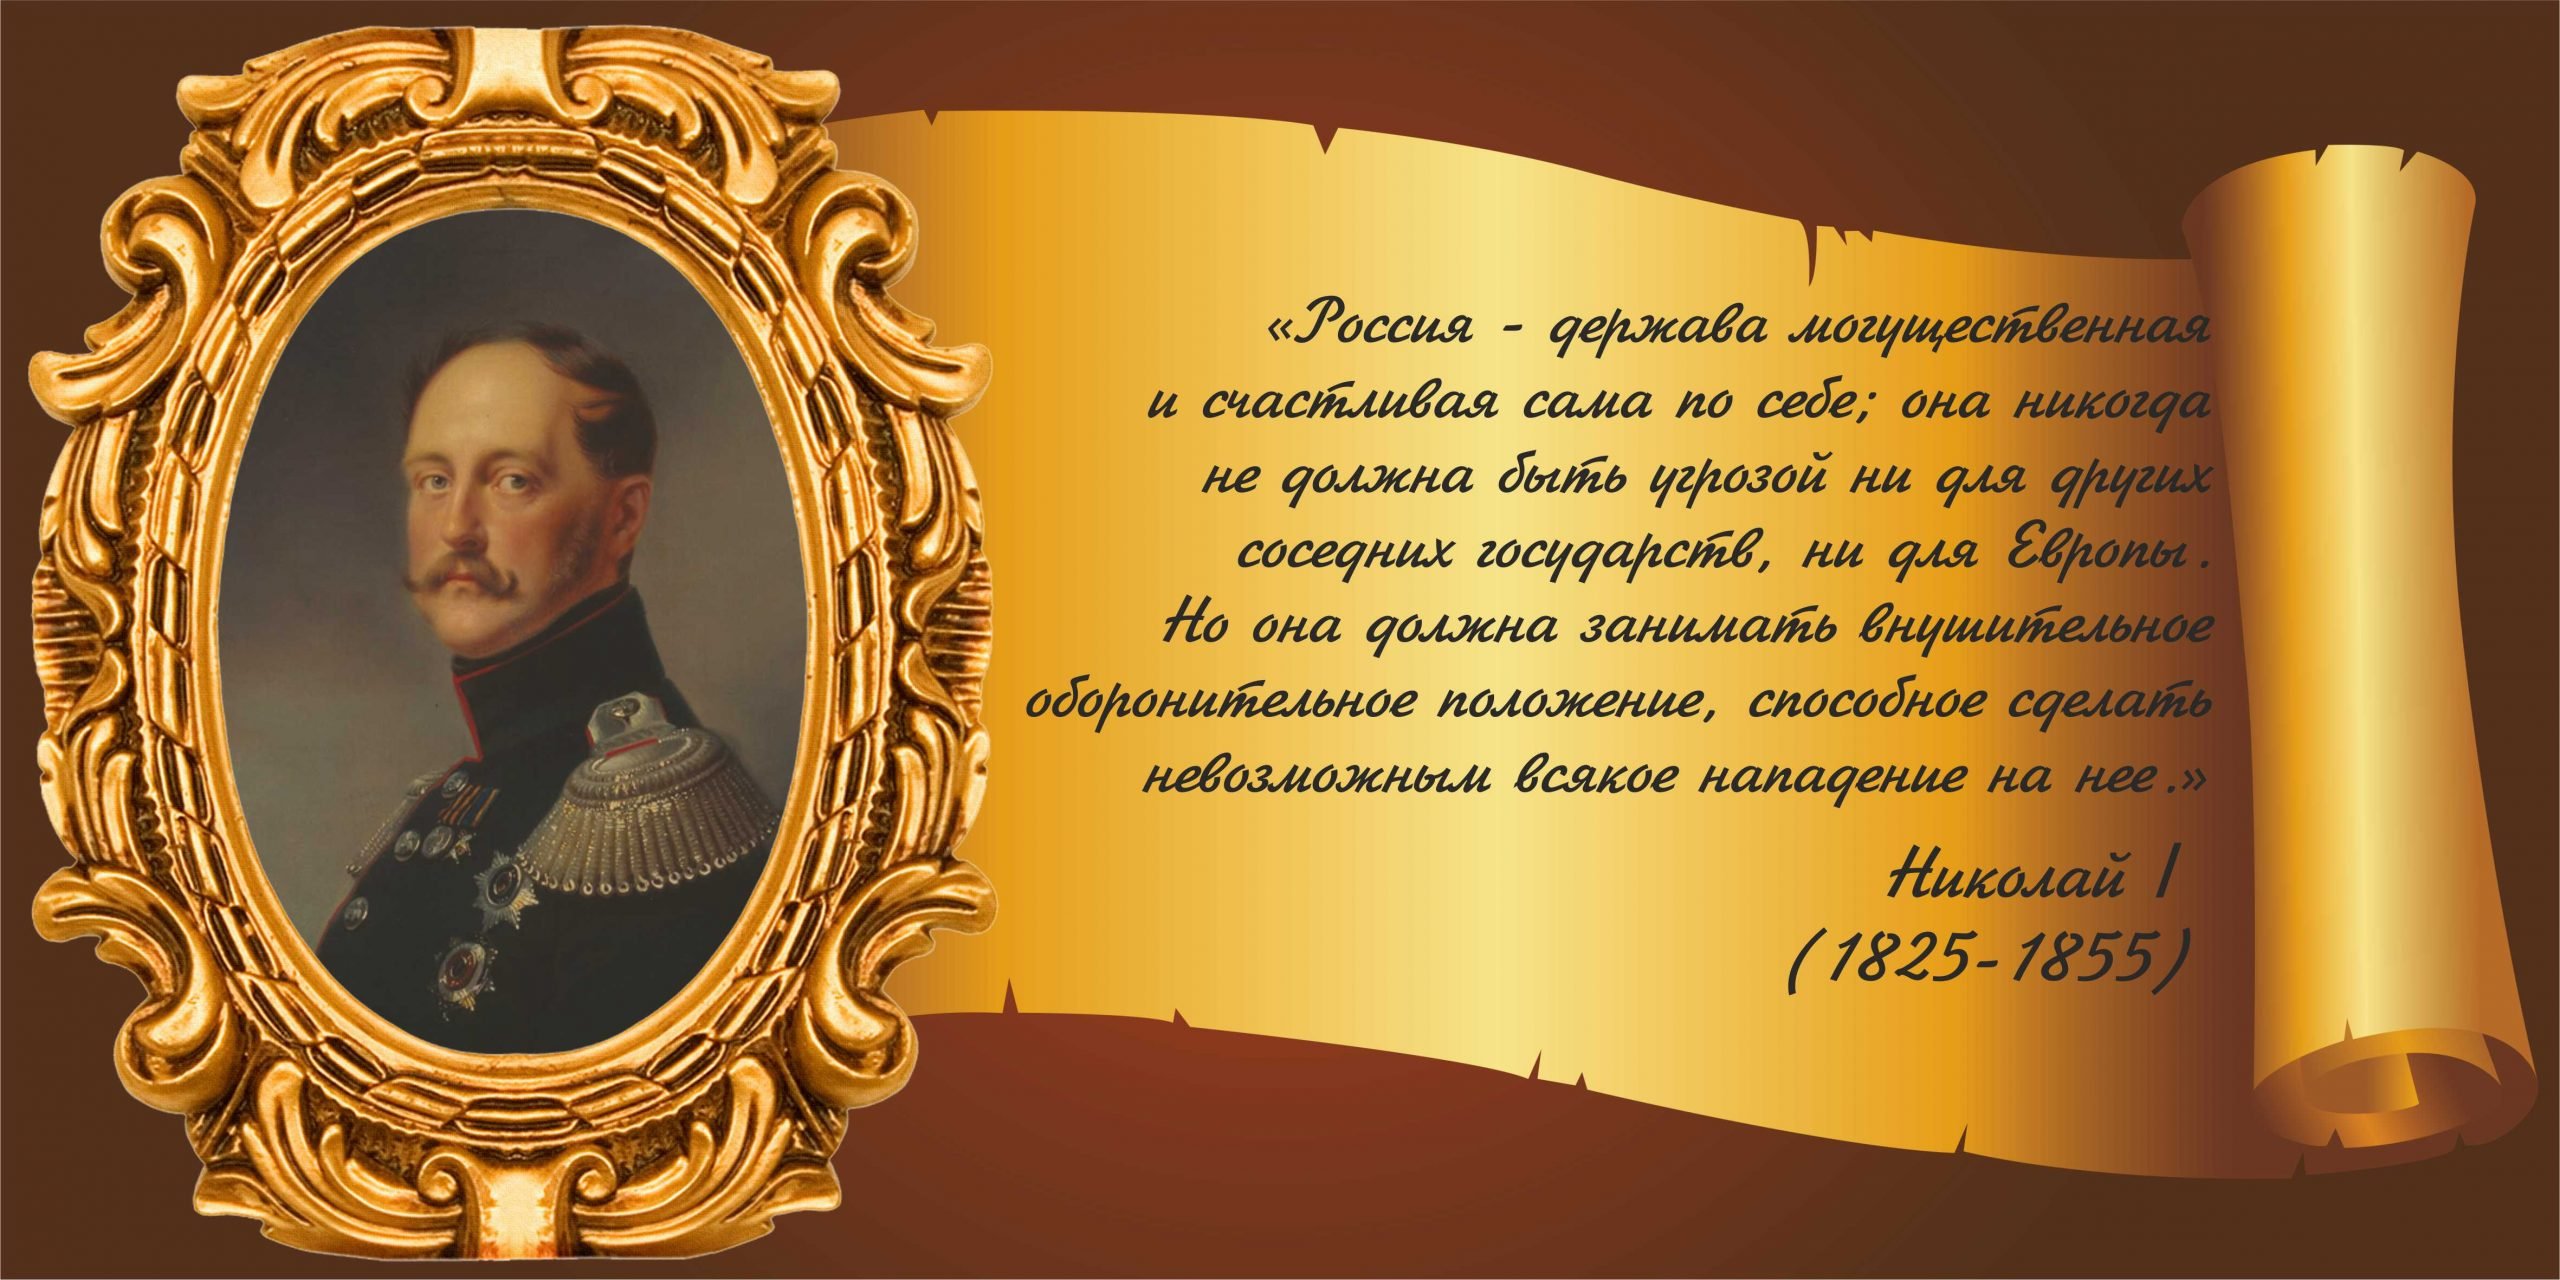 «Россия - держава могущественная
и счастливая сама по себе; она никогда
не должна быть угрозой ни для других
соседних государств, ни для Европы.
Но она должна занимать внушительное
оборонительное положение, способное сделать
невозможным всякое нападение на нее.»
Николай I
(1825-1855)